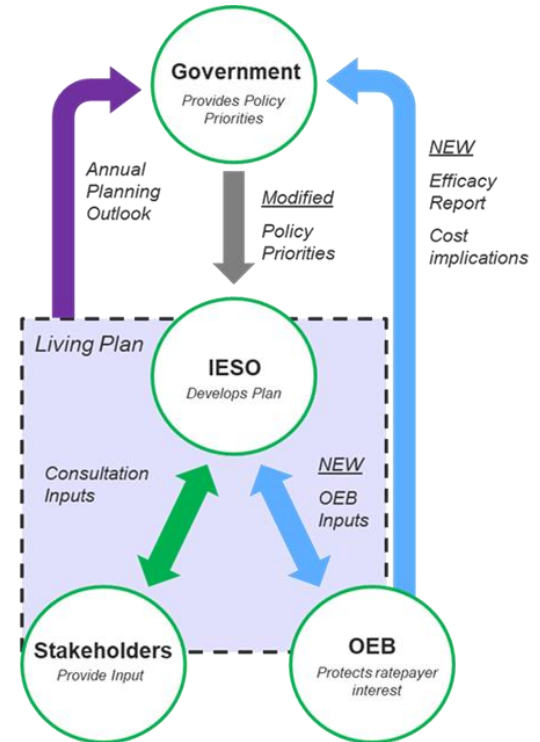 Government
Provides Policy
Priorities
Annual
Planning
Outlook
Modified
Policy
Priorities
NEW
Efficacy
Report
Cost
implications
Living Plan
IESO
Develops Plan
Consultation
Inputs
NEW
OEB
Inputs
Stakeholders
Provide Input
OEB
Protects ratepayer
interest